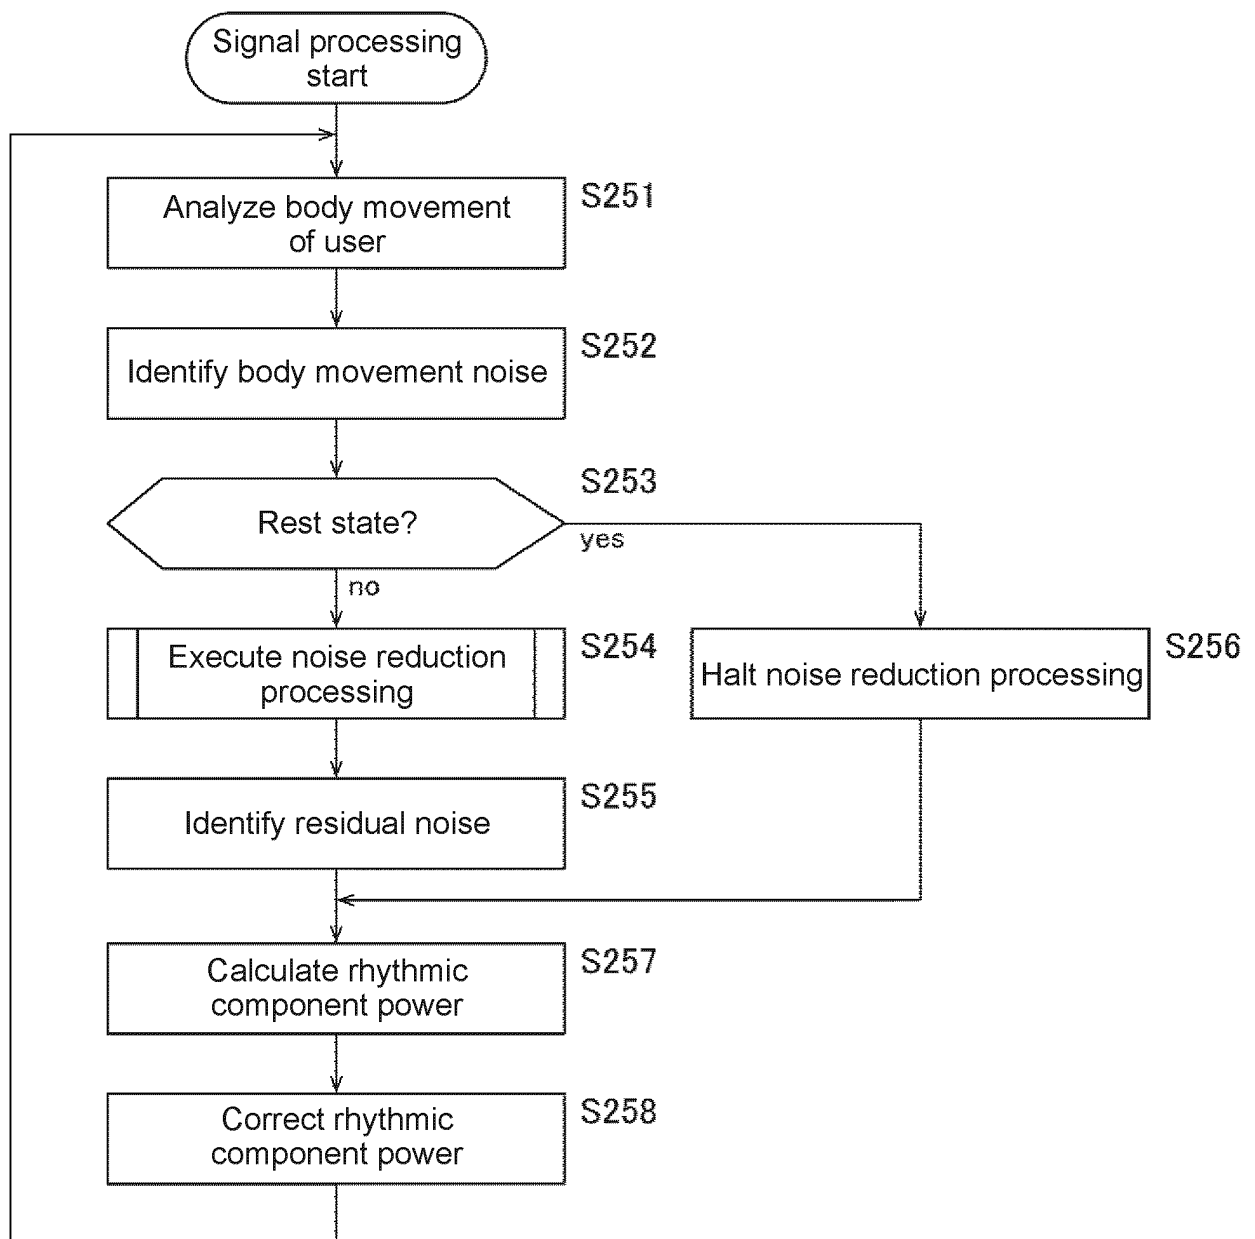 Signal processing
start
Analyze body movement
of user
S251
Identify body movement noise
S252
Rest state?
S253
yes
no
Execute noise reduction
processing
S254
Halt noise reduction processing
S256
Identify residual noise
S255
Calculate rhythmic
component power
S257
Correct rhythmic
component power
S258